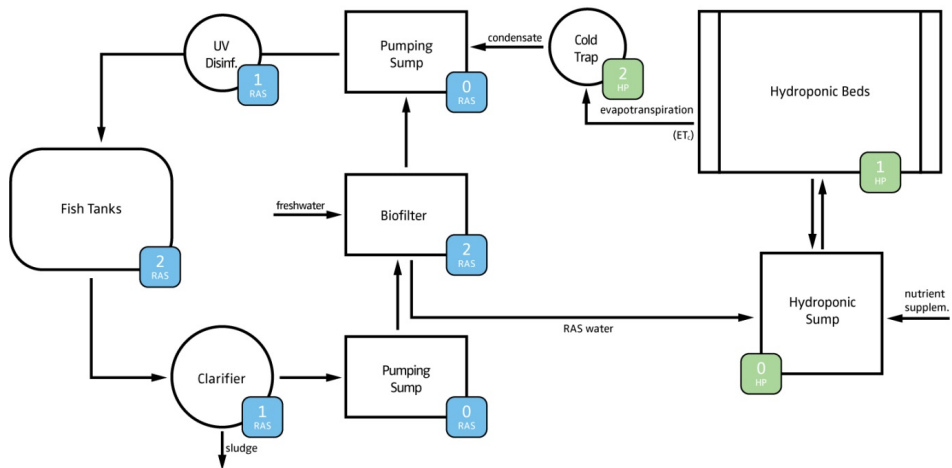 UV
Disinf.
1
RAS
Pumping
Sump
0
RAS
condensate
Cold
Trap
2
HP
evapotranspiration
(ETc)
Hydroponic Beds
1
HP
Fish Tanks
2
RAS
freshwater
Biofilter
2
RAS
RAS water
Hydroponic
Sump
0
HP
nutrient
supplem.
Clarifier
1
RAS
sludge
Pumping
Sump
0
RAS